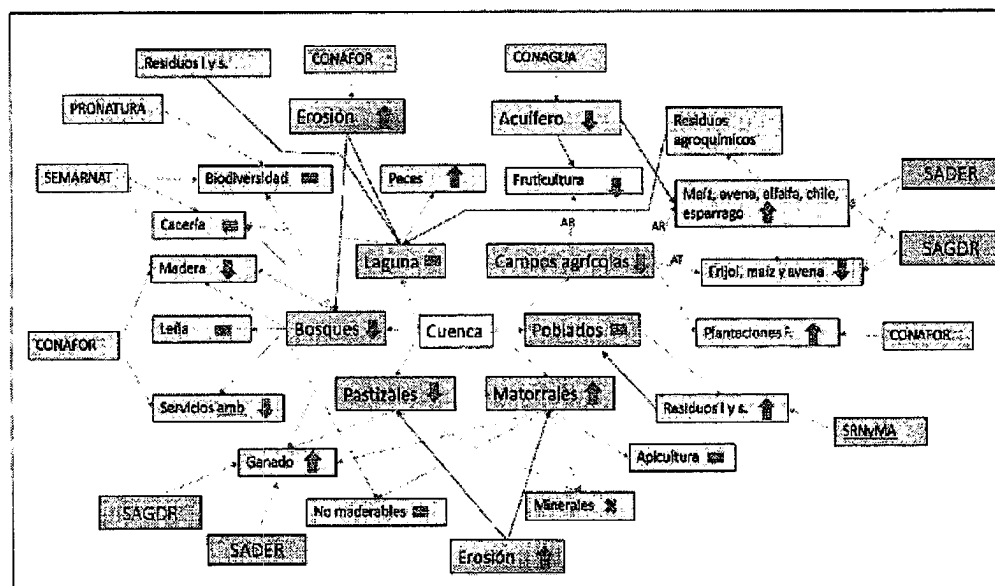 Residuos l y s.
CONAFOR
CONAGUA
PRONATURA
Erosión
Acuífero
Residuos
agroquímicos
SEMARNAT
Biodiversidad
Peces
Fruticultura
SADER
Cacería
AR
AR
Maíz, avena, alfalfa, chile,
esparrago
Madera
Laguna
Campos agrícolas
AT
Frijol, maíz y avena
SAGDR
Leña
Bosques
Cuenca
Poblados
Plantaciones F.
CONAFOR
CONAFOR
Pastizales
Matorrales
Servicios amb
Residuos l y s.
SRNyMA
Ganado
Apicultura
SAGDR
No maderables
Minerales
SADER
Erosión